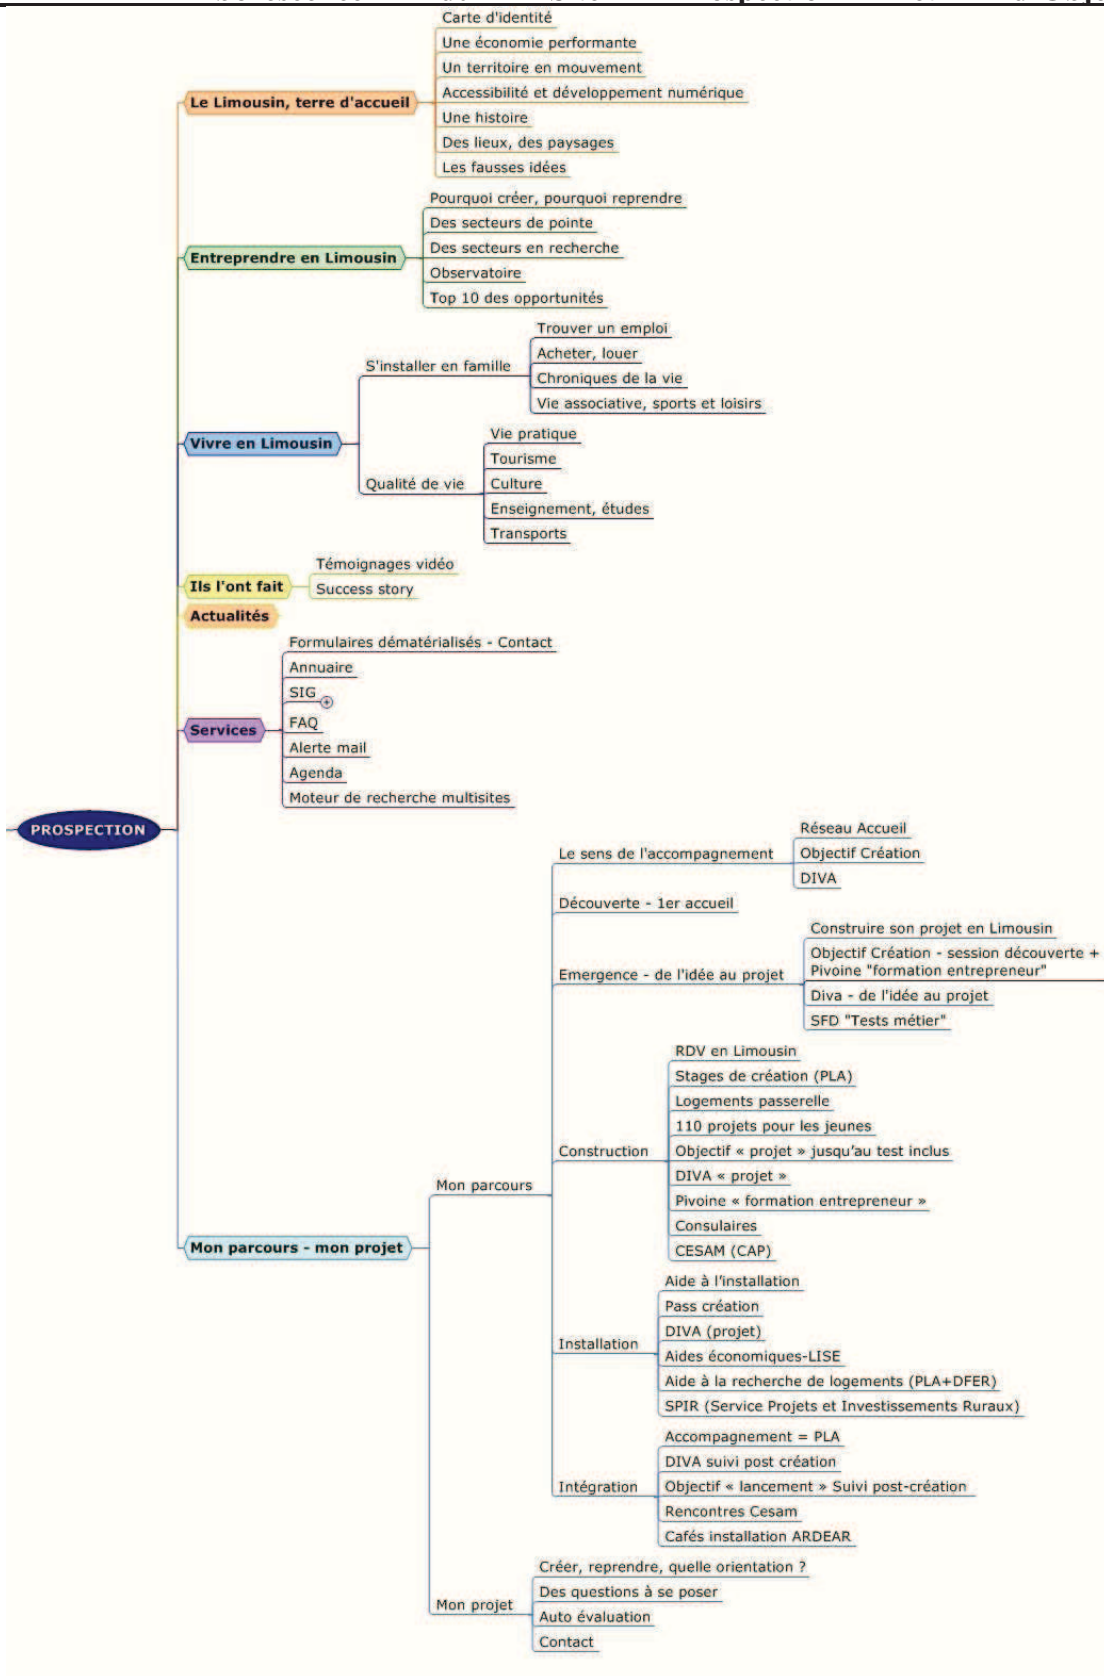 Carte d'identité
Une économie performante
Un territoire en mouvement
Le Limousin, terre d'accueil
Accessibilité et développement numérique
Une histoire
Des lieux, des paysages
Les fausses idées
Pourquoi créer, pourquoi reprendre
Des secteurs de pointe
Entreprendre en Limousin
Des secteurs en recherche
Observatoire
Top 10 des opportunités
Trouver un emploi
S'installer en famille
Acheter, louer
Chroniques de la vie
Vie associative, sports et loisirs
Vivre en Limousin
Vie pratique
Tourisme
Qualité de vie
Culture
Enseignement, études
Transports
Ils l'ont fait
Témoignages vidéo
Success story
Actualités
Formulaires dématérialisés - Contact
Annuaire
SIG
Services
FAQ
Alerte mail
Agenda
Moteur de recherche multisites
PROSPECTION
Le sens de l'accompagnement
Réseau Accueil
Objectif Création
DIVA
Découverte - 1er accueil
Emergence - de l'idée au projet
Construire son projet en Limousin
Objectif Création - session découverte +
Pivoine "formation entrepreneur"
Diva - de l'idée au projet
SFD "Tests métier"
RDV en Limousin
Stages de création (PLA)
Logements passerelle
110 projets pour les jeunes
Construction
Objectif « projet » jusqu'au test inclus
DIVA « projet »
Mon parcours
Pivoine « formation entrepreneur »
Consulaires
Mon parcours - mon projet
CESAM (CAP)
Aide à l'installation
Pass création
DIVA (projet)
Installation
Aides économiques-LISE
Aide à la recherche de logements (PLA+DFER)
SPIR (Service Projets et Investissements Ruraux)
Accompagnement = PLA
DIVA suivi post création
Intégration
Objectif « lancement » Suivi post-création
Rencontres Cesam
Cafés installation ARDEAR
Créer, reprendre, quelle orientation ?
Des questions à se poser
Mon projet
Auto évaluation
Contact